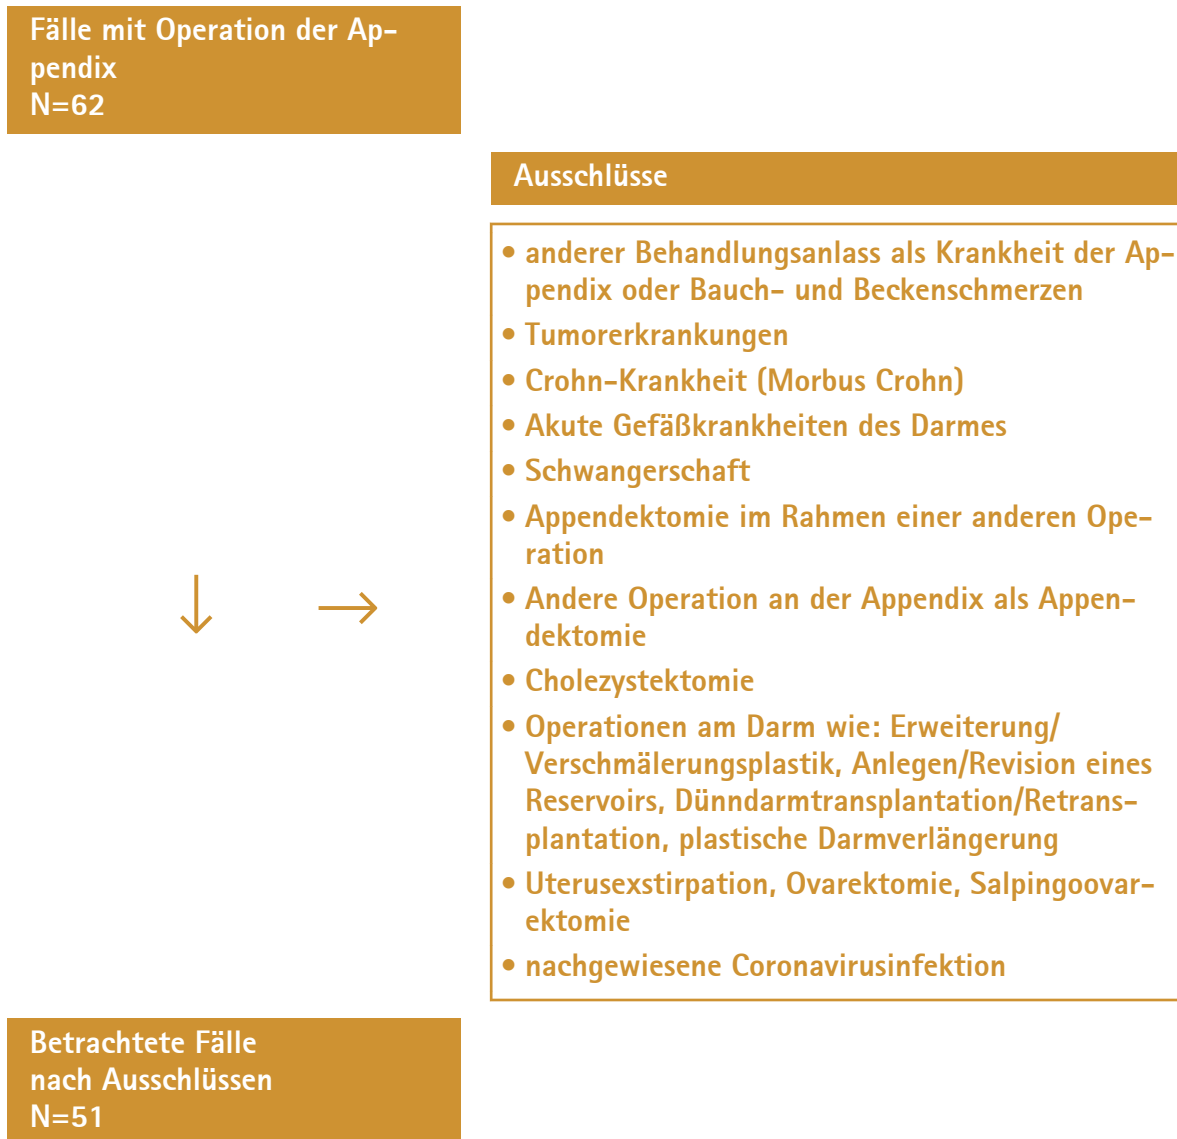 Fälle mit Operation der Ap-
pendix
N=62
Ausschlüsse
• anderer Behandlungsanlass als Krankheit der Ap-
pendix oder Bauch- und Beckenschmerzen
• Tumorerkrankungen
• Crohn-Krankheit (Morbus Crohn)
• Akute Gefäßkrankheiten des Darmes
• Schwangerschaft
• Appendektomie im Rahmen einer anderen Ope-
ration
• Andere Operation an der Appendix als Appen-
dektomie
• Cholezystektomie
• Operationen am Darm wie: Erweiterung/
Verschmälerungsplastik, Anlegen/Revision eines
Reservoirs, Dünndarmtransplantation/Retrans-
plantation, plastische Darmverlängerung
• Uterusexstirpation, Ovarektomie, Salpingoovar-
ektomie
• nachgewiesene Coronavirusinfektion
Betrachtete Fälle
nach Ausschlüssen
N=51